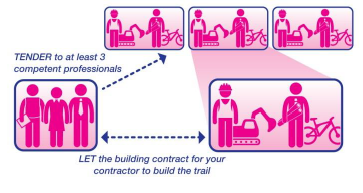 TENDER to at least 3
competent professionals
LET the building contract for your
contractor to build the trail